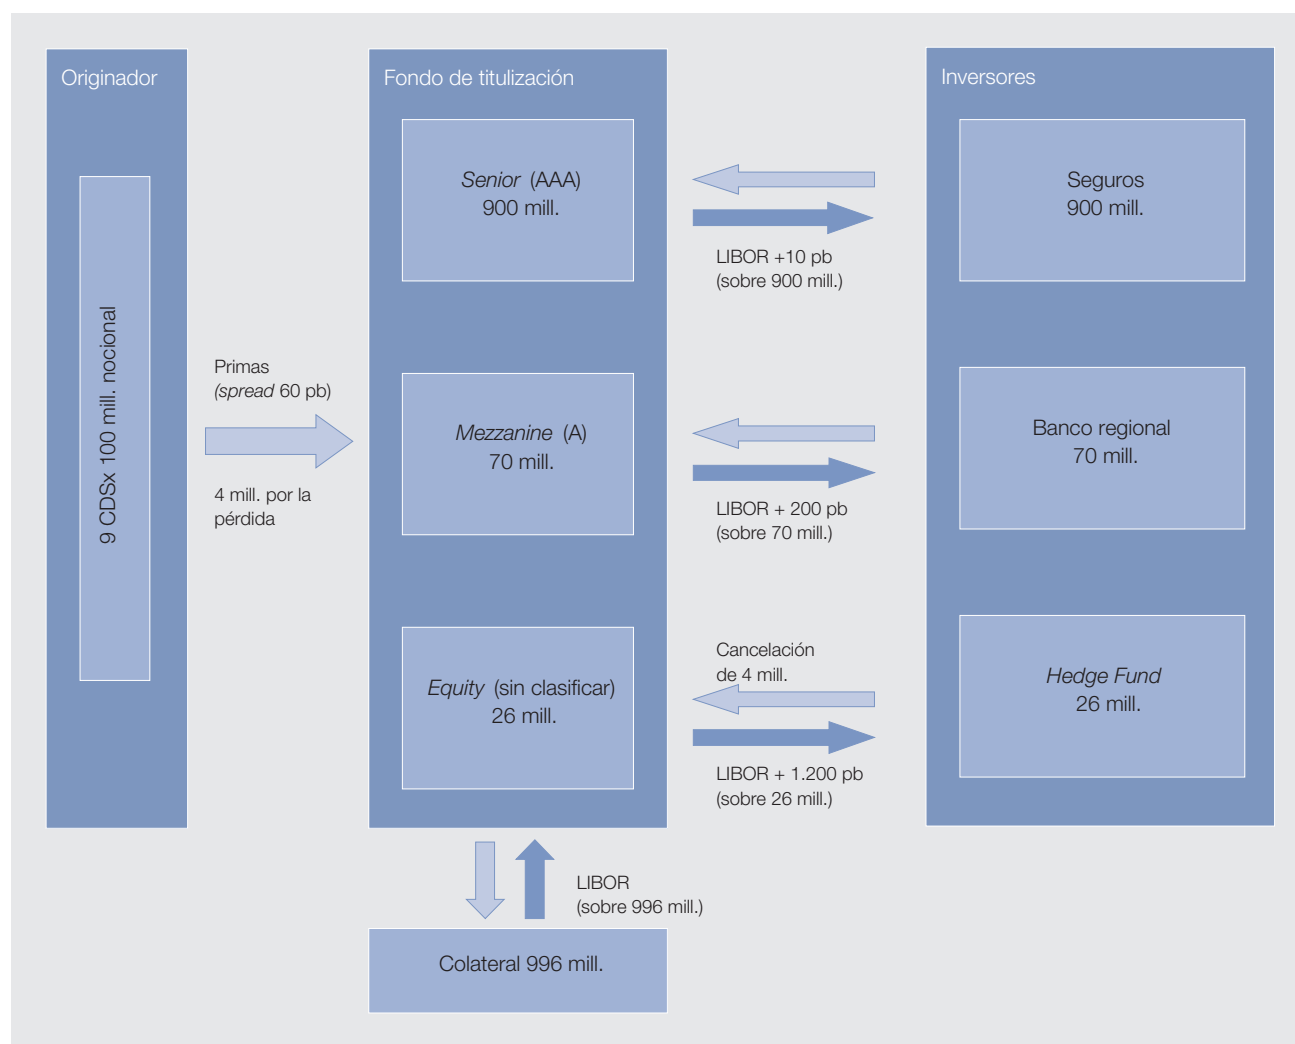 Originador
9 CDSx 100 mill. nocional
Primas
(spread 60 pb)
4 mill. por la
pérdida
Fondo de titulización
Senior (AAA)
900 mill.
Mezzanine (A)
70 mill.
Equity (sin clasificar)
26 mill.
LIBOR +10 pb
(sobre 900 mill.)
LIBOR + 200 pb
(sobre 70 mill.)
Cancelación
de 4 mill.
LIBOR + 1.200 pb
(sobre 26 mill.)
Inversores
Seguros
900 mill.
Banco regional
70 mill.
Hedge Fund
26 mill.
LIBOR
(sobre 996 mill.)
Colateral 996 mill.